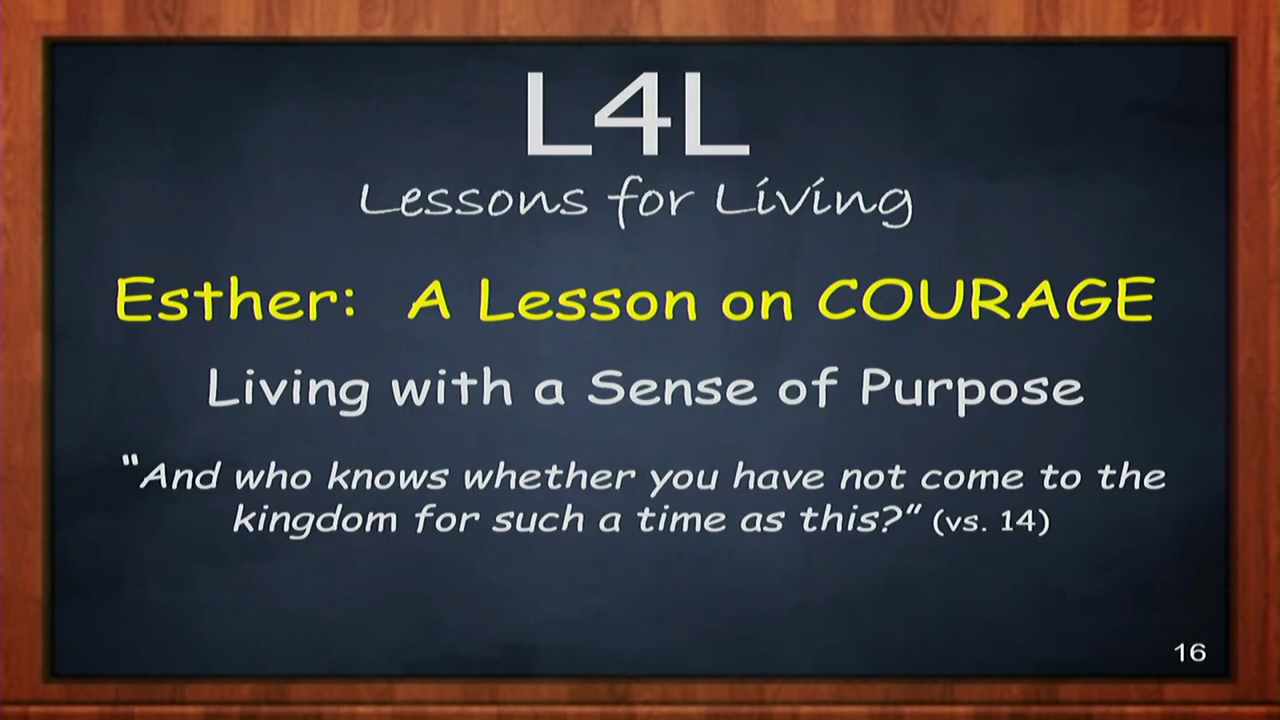 L4L
Lessons for Living
Esther: A Lesson on COURAGE
Living with a Sense of Purpose
"And who knows whether you have not come to the
kingdom for such a time as this?" (vs. 14)
16